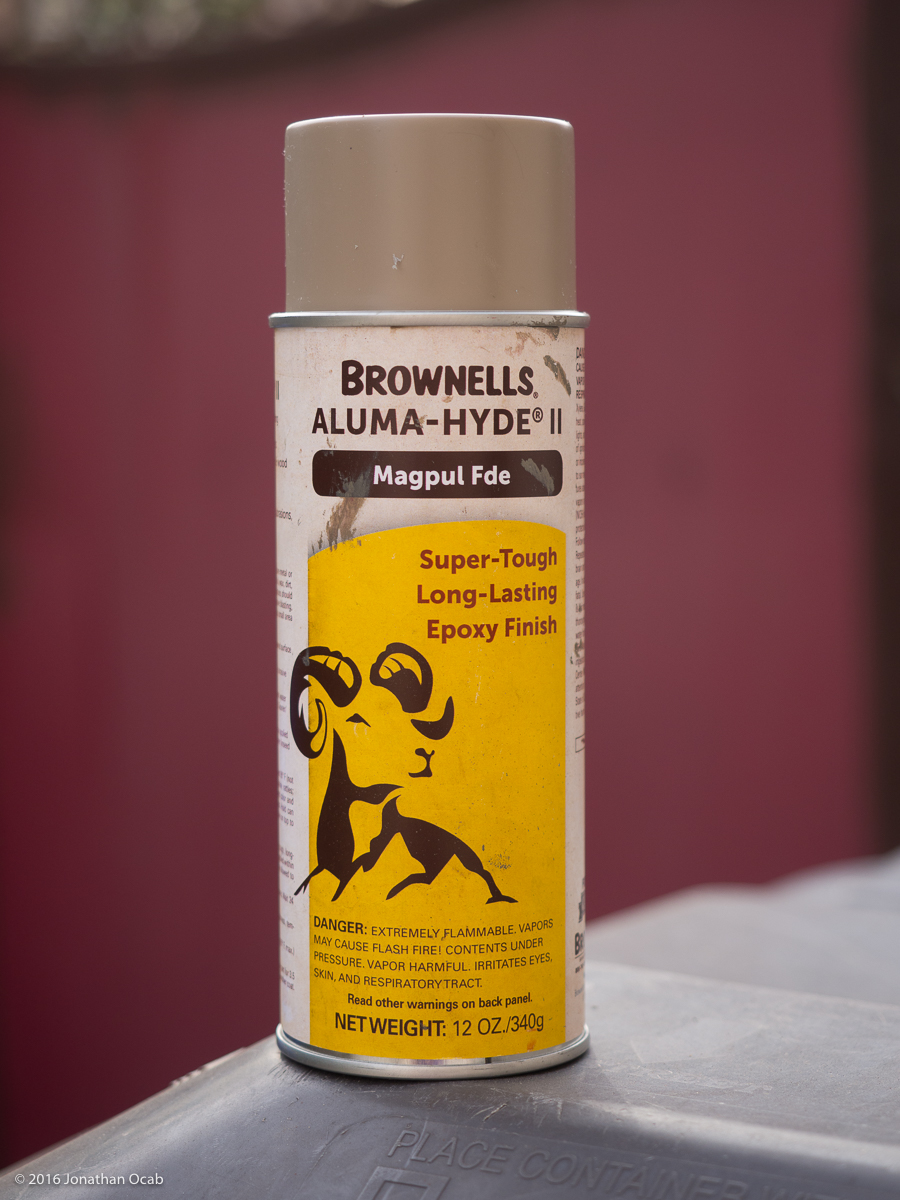 BROWNELLS®
ALUMA-HYDE® II
Magpul Fde
Super-Tough
Long-Lasting
Epoxy Finish
DANGER: EXTREMELY FLAMMABLE. VAPORS
MAY CAUSE FLASH FIRE! CONTENTS UNDER
PRESSURE. VAPOR HARMFUL. IRRITATES EYES,
SKIN, AND RESPIRATORY TRACT.
Read other warnings on back panel.
NET WEIGHT: 12 OZ./340g
PLACE CONTAINER
© 2016 Jonathan Ocab